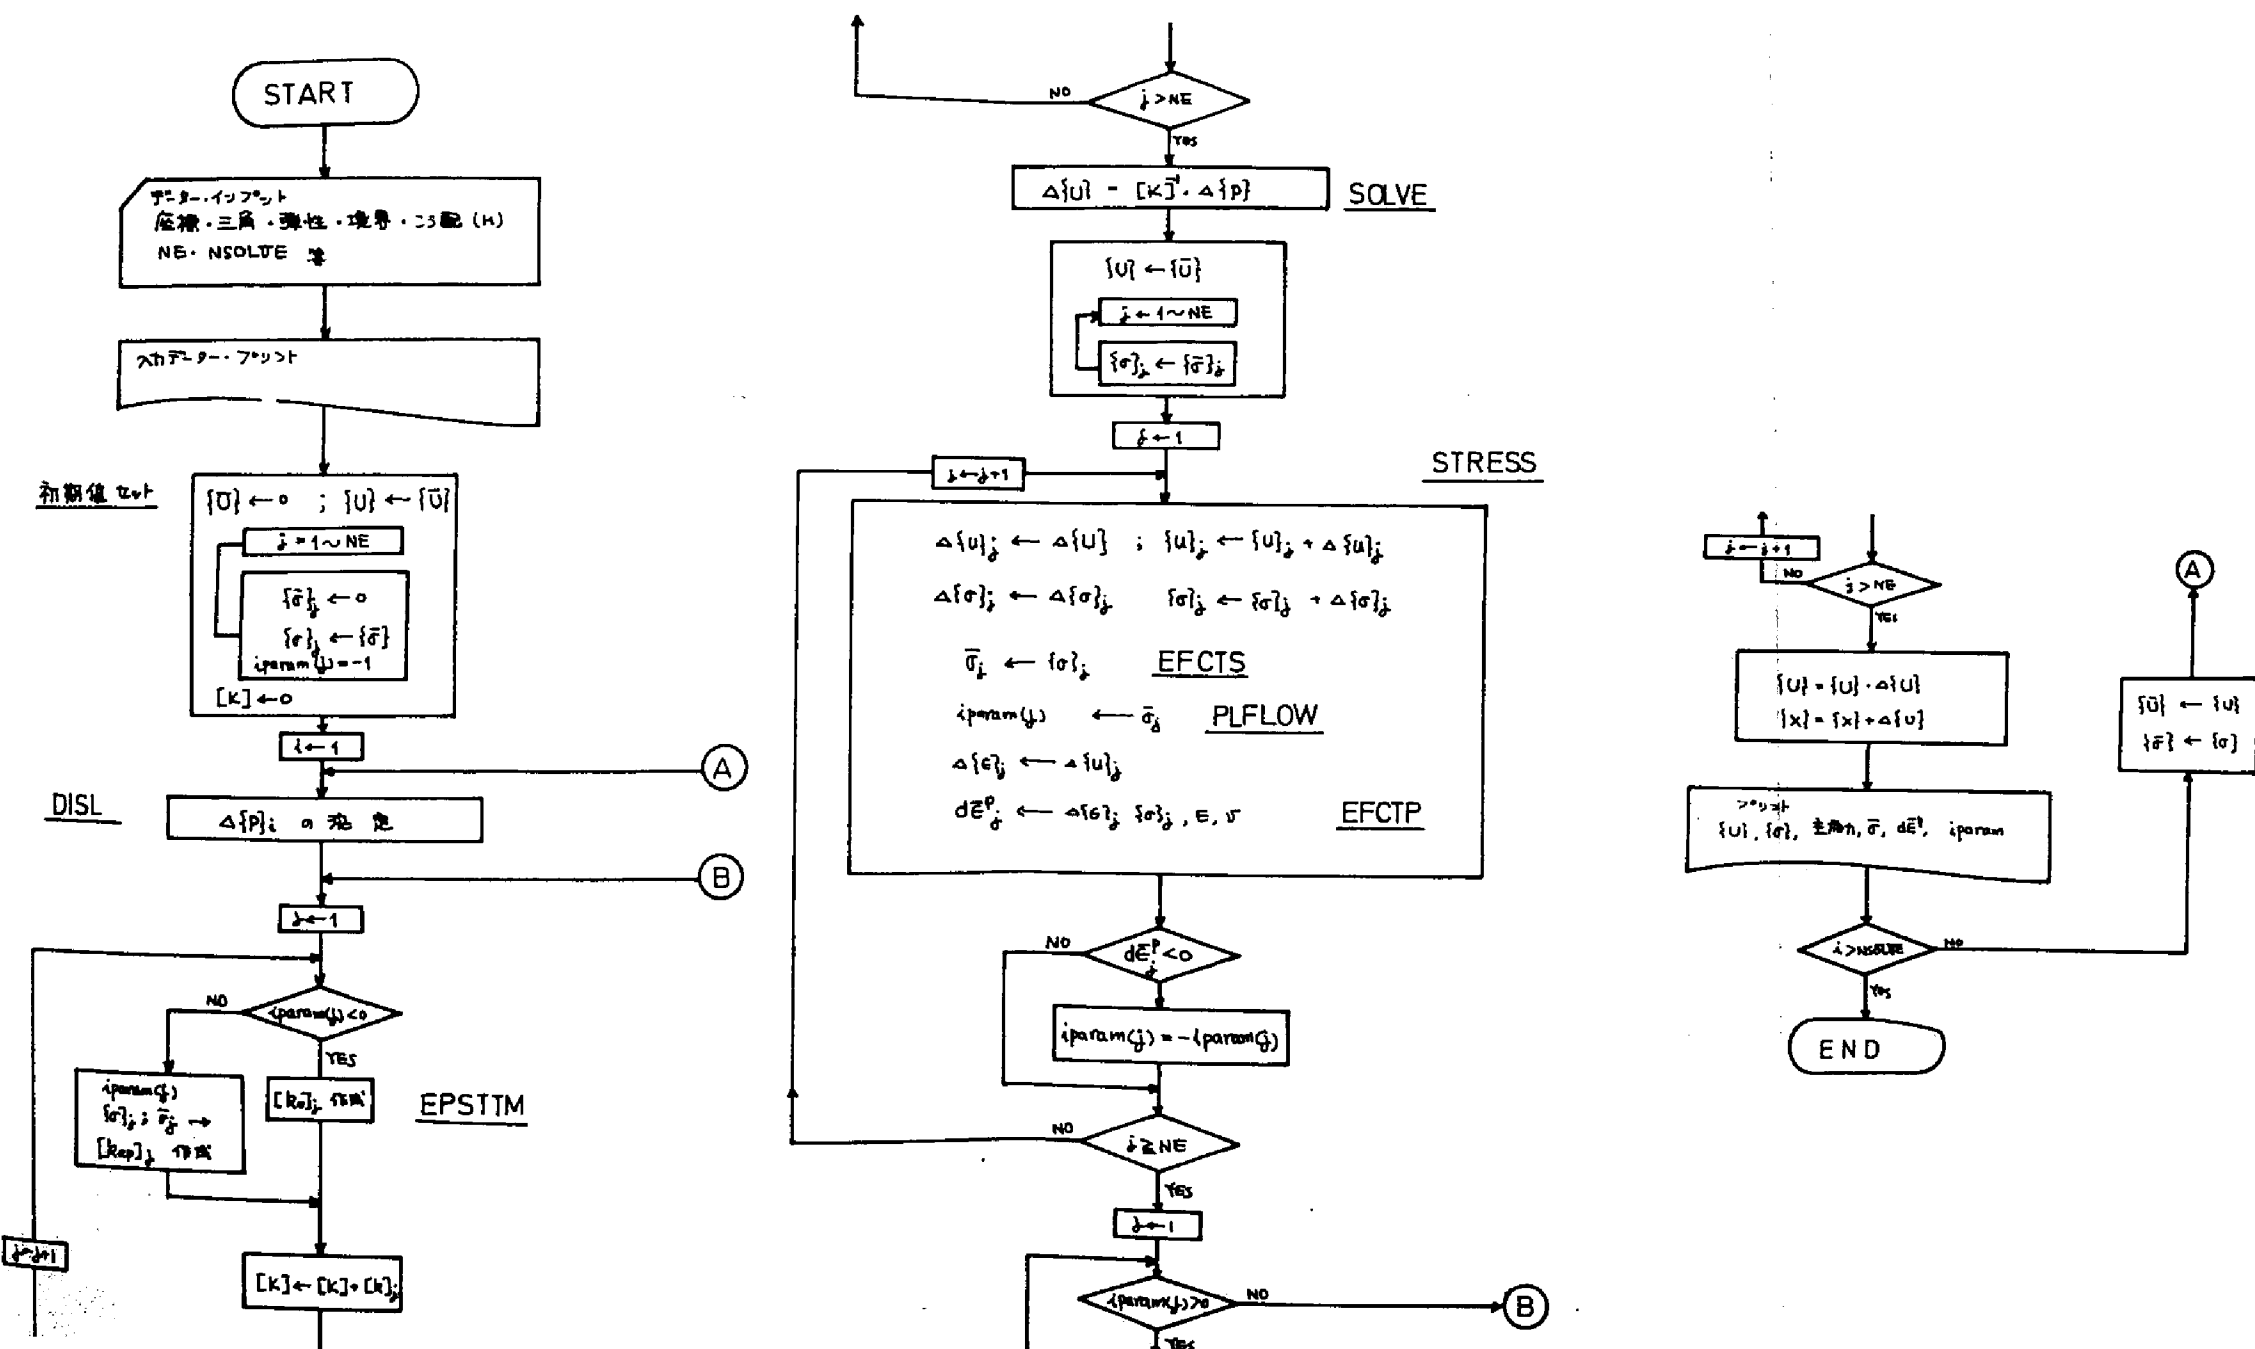 START
データー・インプット
座標・三角・弾性・境界・こう配(H)
NE・NSOLVE 等
入力データー・プリント
初期値セット
{Ū}←0 ; {U}←{Ū}
j=1~NE
{σ̄}j←0
{σ}j←{σ̄}
iparam(j)=-1
[K]←0
i←1
A
DISL
Δ{P}i の
B
j←1
iparam(j)<0
NO
YES
iparam(j)
{σ}j ; σ̄j →
[kep]j 作成
[ke]j 作成
EPSTTM
j←j+1
[K]←[K]+[k]j
j>NE
NO
YES
Δ{U} = [K]⁻¹・Δ{P}
SOLVE
{U}←{Ū}
j←1~NE
{σ}j←{σ̄}j
j←1
j←j+1
STRESS
Δ{u}j ← Δ{U} ; {u}j ← {u}j + Δ{u}j
Δ{σ}j ← Δ{σ}j {σ}j ← {σ}j + Δ{σ}j
σ̄j ← {σ}j EFCTS
iparam(j) ← σ̄j PLFLOW
Δ{ε}j ← Δ{u}j
dε̄ᵖj ← Δ{ε}j {σ}j, E, ν EFCTP
dε̄ᵖj<0
NO
iparam(j)=-iparam(j)
j≧NE
NO
YES
j←1
iparam(j)>0
NO
B
YES
j←j+1
j>NE
NO
YES
{U}={U}・Δ{U}
{x}={x}+Δ{U}
プリント
{U}, {σ}, 主応力, σ̄, dε̄ᵖ, iparam
i>NSOLVE
NO
YES
END
A
{Ū} ← {U}
{σ̄} ← {σ}